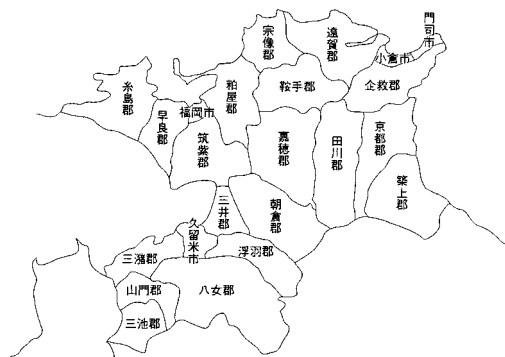 門司市
小倉市
遠賀郡
宗像郡
企救郡
鞍手郡
粕屋郡
糸島郡
福岡市
早良郡
筑紫郡
嘉穂郡
田川郡
京都郡
築上郡
三井郡
朝倉郡
久留米市
浮羽郡
三潴郡
山門郡
八女郡
三池郡